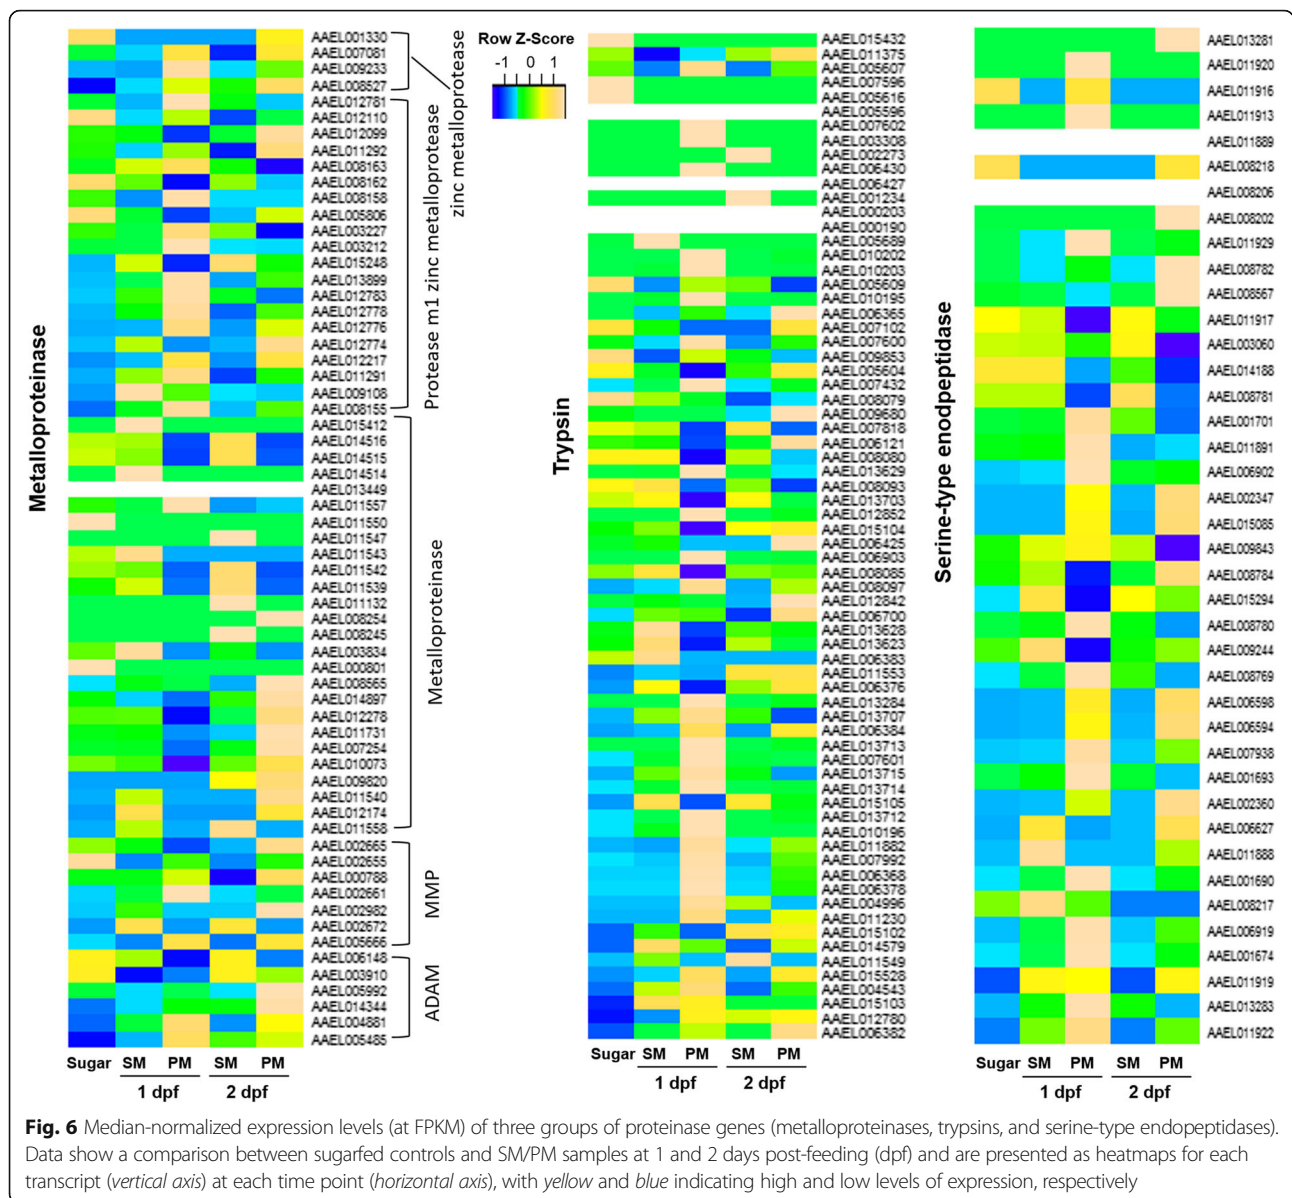 Metalloproteinase
AAEL001330
AAEL007081
AAEL009233
AAEL008527
AAEL012781
AAEL012110
AAEL012099
AAEL011292
AAEL008163
AAEL008162
AAEL008158
AAEL005806
AAEL003227
AAEL003212
AAEL015248
AAEL013899
AAEL012783
AAEL012778
AAEL012776
AAEL012774
AAEL012217
AAEL011291
AAEL009108
AAEL008155
AAEL015412
AAEL014516
AAEL014515
AAEL014514
AAEL013449
AAEL011557
AAEL011550
AAEL011547
AAEL011543
AAEL011542
AAEL011539
AAEL011132
AAEL008254
AAEL008245
AAEL003834
AAEL000801
AAEL008565
AAEL014897
AAEL012278
AAEL011731
AAEL007254
AAEL010073
AAEL009820
AAEL011540
AAEL012174
AAEL011558
AAEL002665
AAEL002655
AAEL000788
AAEL002661
AAEL002982
AAEL002672
AAEL005666
AAEL006148
AAEL003910
AAEL005992
AAEL014344
AAEL004881
AAEL005485
zinc metalloprotease
Protease m1 zinc metalloprotease
Metalloproteinase
MMP
ADAM
Sugar SM PM SM PM
1 dpf 2 dpf
Row Z-Score
-1 0 1
Trypsin
AAEL015432
AAEL011375
AAEL005607
AAEL007596
AAEL005616
AAEL005596
AAEL007602
AAEL003308
AAEL002273
AAEL006430
AAEL006427
AAEL001234
AAEL000203
AAEL000190
AAEL005689
AAEL010202
AAEL010203
AAEL005609
AAEL010195
AAEL006365
AAEL007102
AAEL007600
AAEL009853
AAEL005604
AAEL007432
AAEL008079
AAEL009680
AAEL007818
AAEL006121
AAEL008080
AAEL013629
AAEL008093
AAEL013703
AAEL012852
AAEL015104
AAEL006425
AAEL006903
AAEL008085
AAEL008097
AAEL012842
AAEL006700
AAEL013628
AAEL013623
AAEL006383
AAEL011553
AAEL006376
AAEL013284
AAEL013707
AAEL006384
AAEL013713
AAEL007601
AAEL013715
AAEL013714
AAEL015105
AAEL013712
AAEL010196
AAEL011882
AAEL007992
AAEL006368
AAEL006378
AAEL004996
AAEL011230
AAEL015102
AAEL014579
AAEL011549
AAEL015528
AAEL004543
AAEL015103
AAEL012780
AAEL006382
Sugar SM PM SM PM
1 dpf 2 dpf
Serine-type enodpeptidase
AAEL013281
AAEL011920
AAEL011916
AAEL011913
AAEL011889
AAEL008218
AAEL008206
AAEL008202
AAEL011929
AAEL008782
AAEL008567
AAEL011917
AAEL003060
AAEL014188
AAEL008781
AAEL001701
AAEL011891
AAEL006902
AAEL002347
AAEL015085
AAEL009843
AAEL008784
AAEL015294
AAEL008780
AAEL009244
AAEL008769
AAEL006598
AAEL006594
AAEL007938
AAEL001693
AAEL002360
AAEL006627
AAEL011888
AAEL001690
AAEL008217
AAEL006919
AAEL001674
AAEL011919
AAEL013283
AAEL011922
Sugar SM PM SM PM
1 dpf 2 dpf
Fig. 6 Median-normalized expression levels (at FPKM) of three groups of proteinase genes (metalloproteinases, trypsins, and serine-type endopeptidases).
Data show a comparison between sugarfed controls and SM/PM samples at 1 and 2 days post-feeding (dpf) and are presented as heatmaps for each
transcript (vertical axis) at each time point (horizontal axis), with yellow and blue indicating high and low levels of expression, respectively